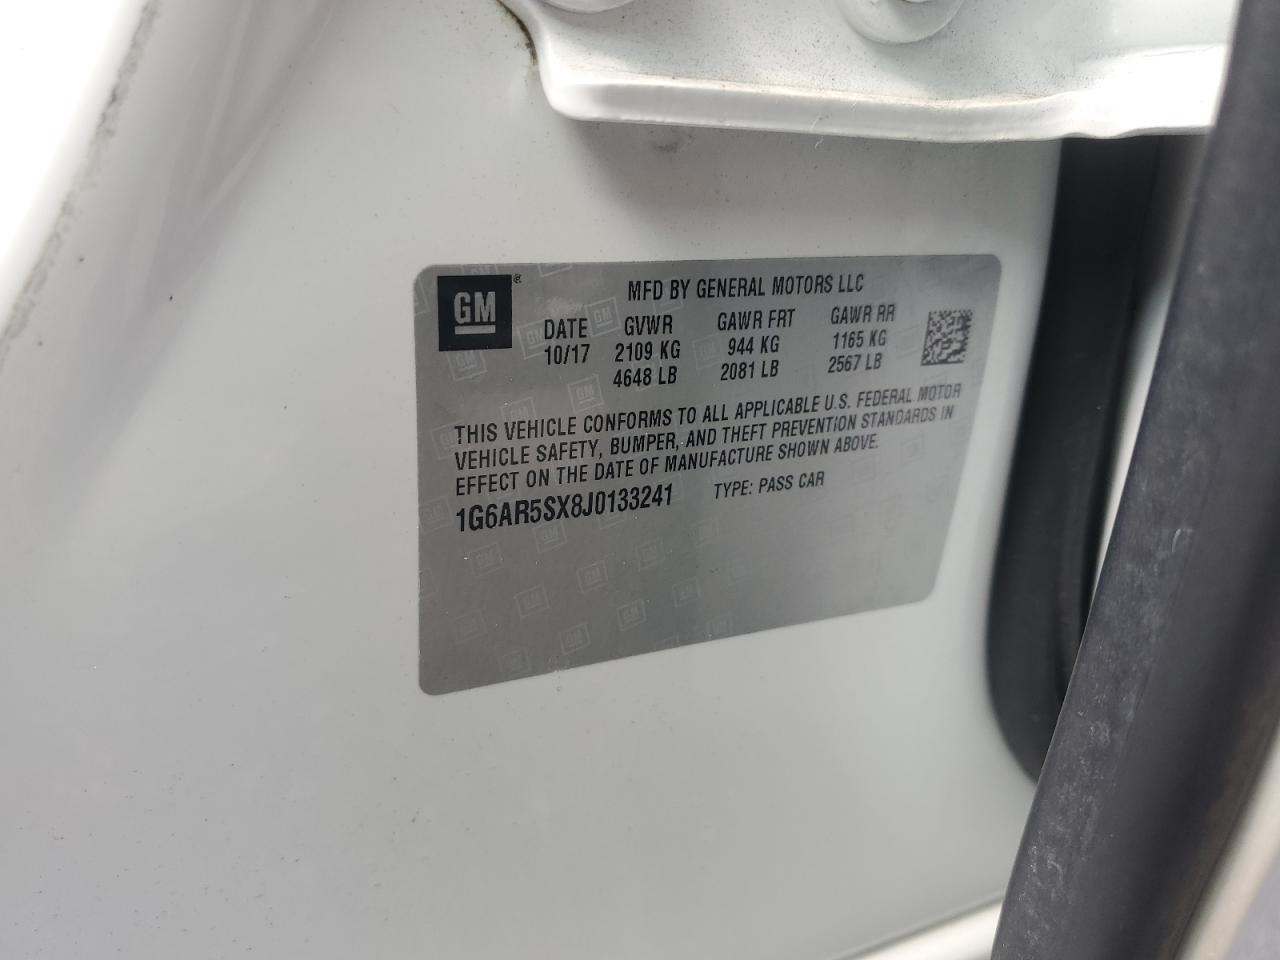 GM
MFD BY GENERAL MOTORS LLC
DATE GVWR GAWR FRT GAWR RR
10/17 2109 KG 944 KG 1165 KG
4648 LB 2081 LB 2567 LB
THIS VEHICLE CONFORMS TO ALL APPLICABLE U.S. FEDERAL MOTOR
VEHICLE SAFETY, BUMPER, AND THEFT PREVENTION STANDARDS IN
EFFECT ON THE DATE OF MANUFACTURE SHOWN ABOVE.
1G6AR5SX8J0133241 TYPE: PASS CAR